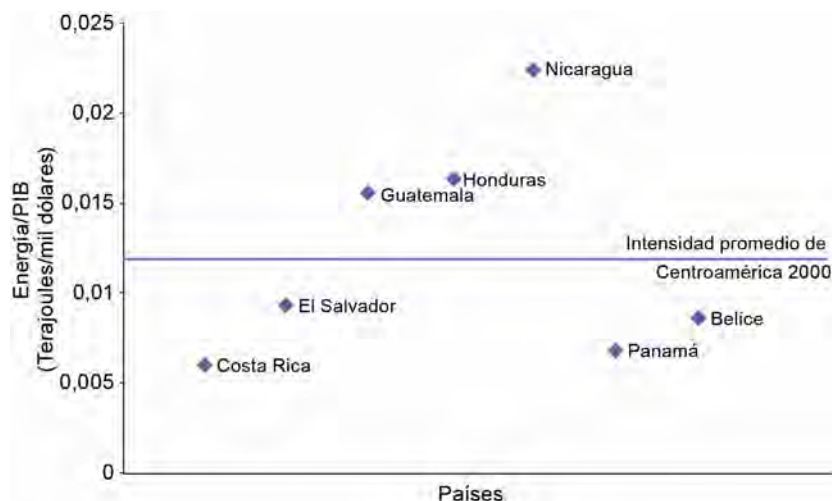 0,025
0,02
0,015
0,01
0,005
0
Energía/PIB
(Terajoules/mil dólares)
Nicaragua
Honduras
Guatemala
Intensidad promedio de
Centroamérica 2000
El Salvador
Belice
Panamá
Costa Rica
Países